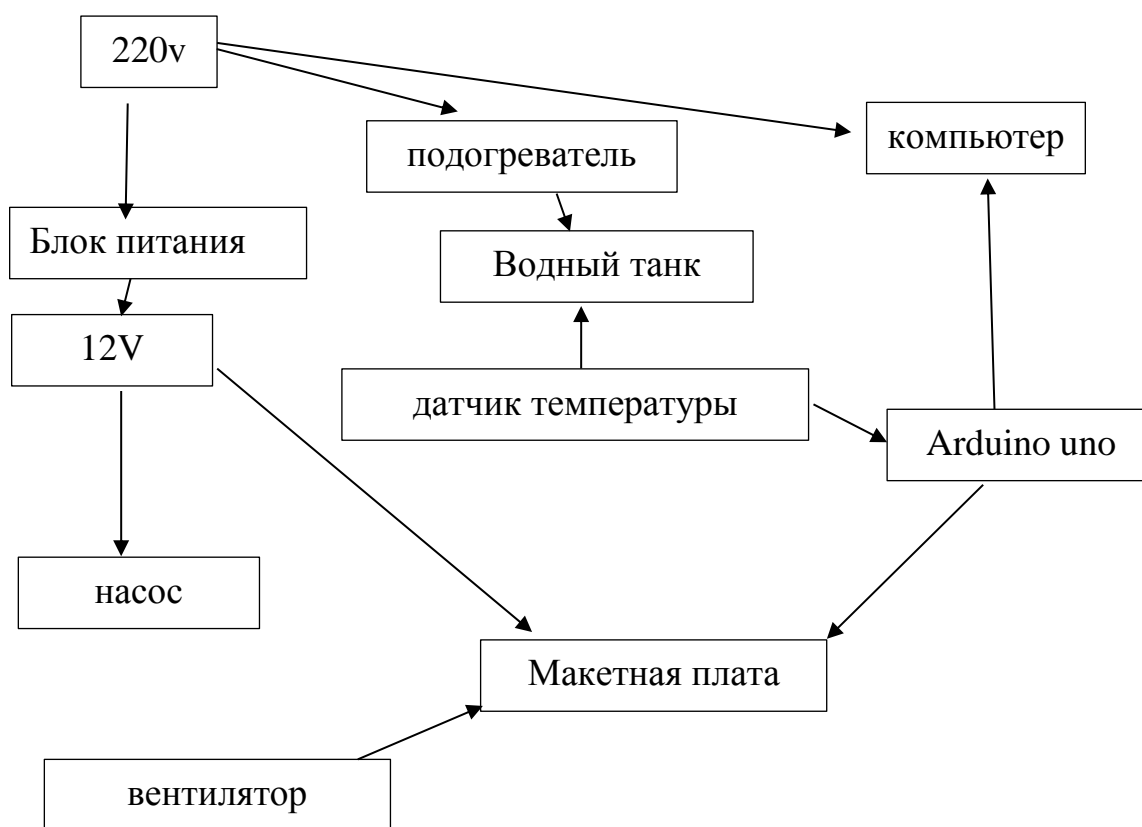 220v
подогреватель
компьютер
Блок питания
Водный танк
12V
датчик температуры
Arduino uno
насос
Макетная плата
вентилятор